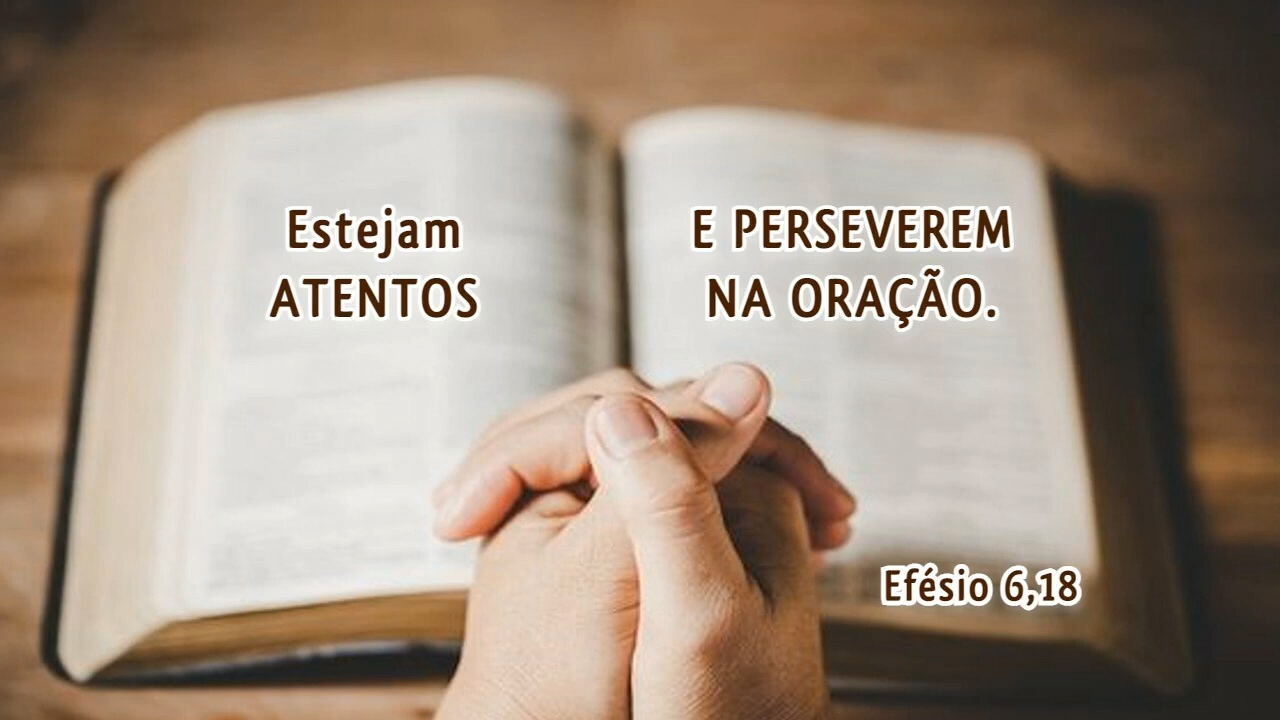 Estejam
ATENTOS
E PERSEVEREM
NA ORAÇÃO.
Efésio 6,18